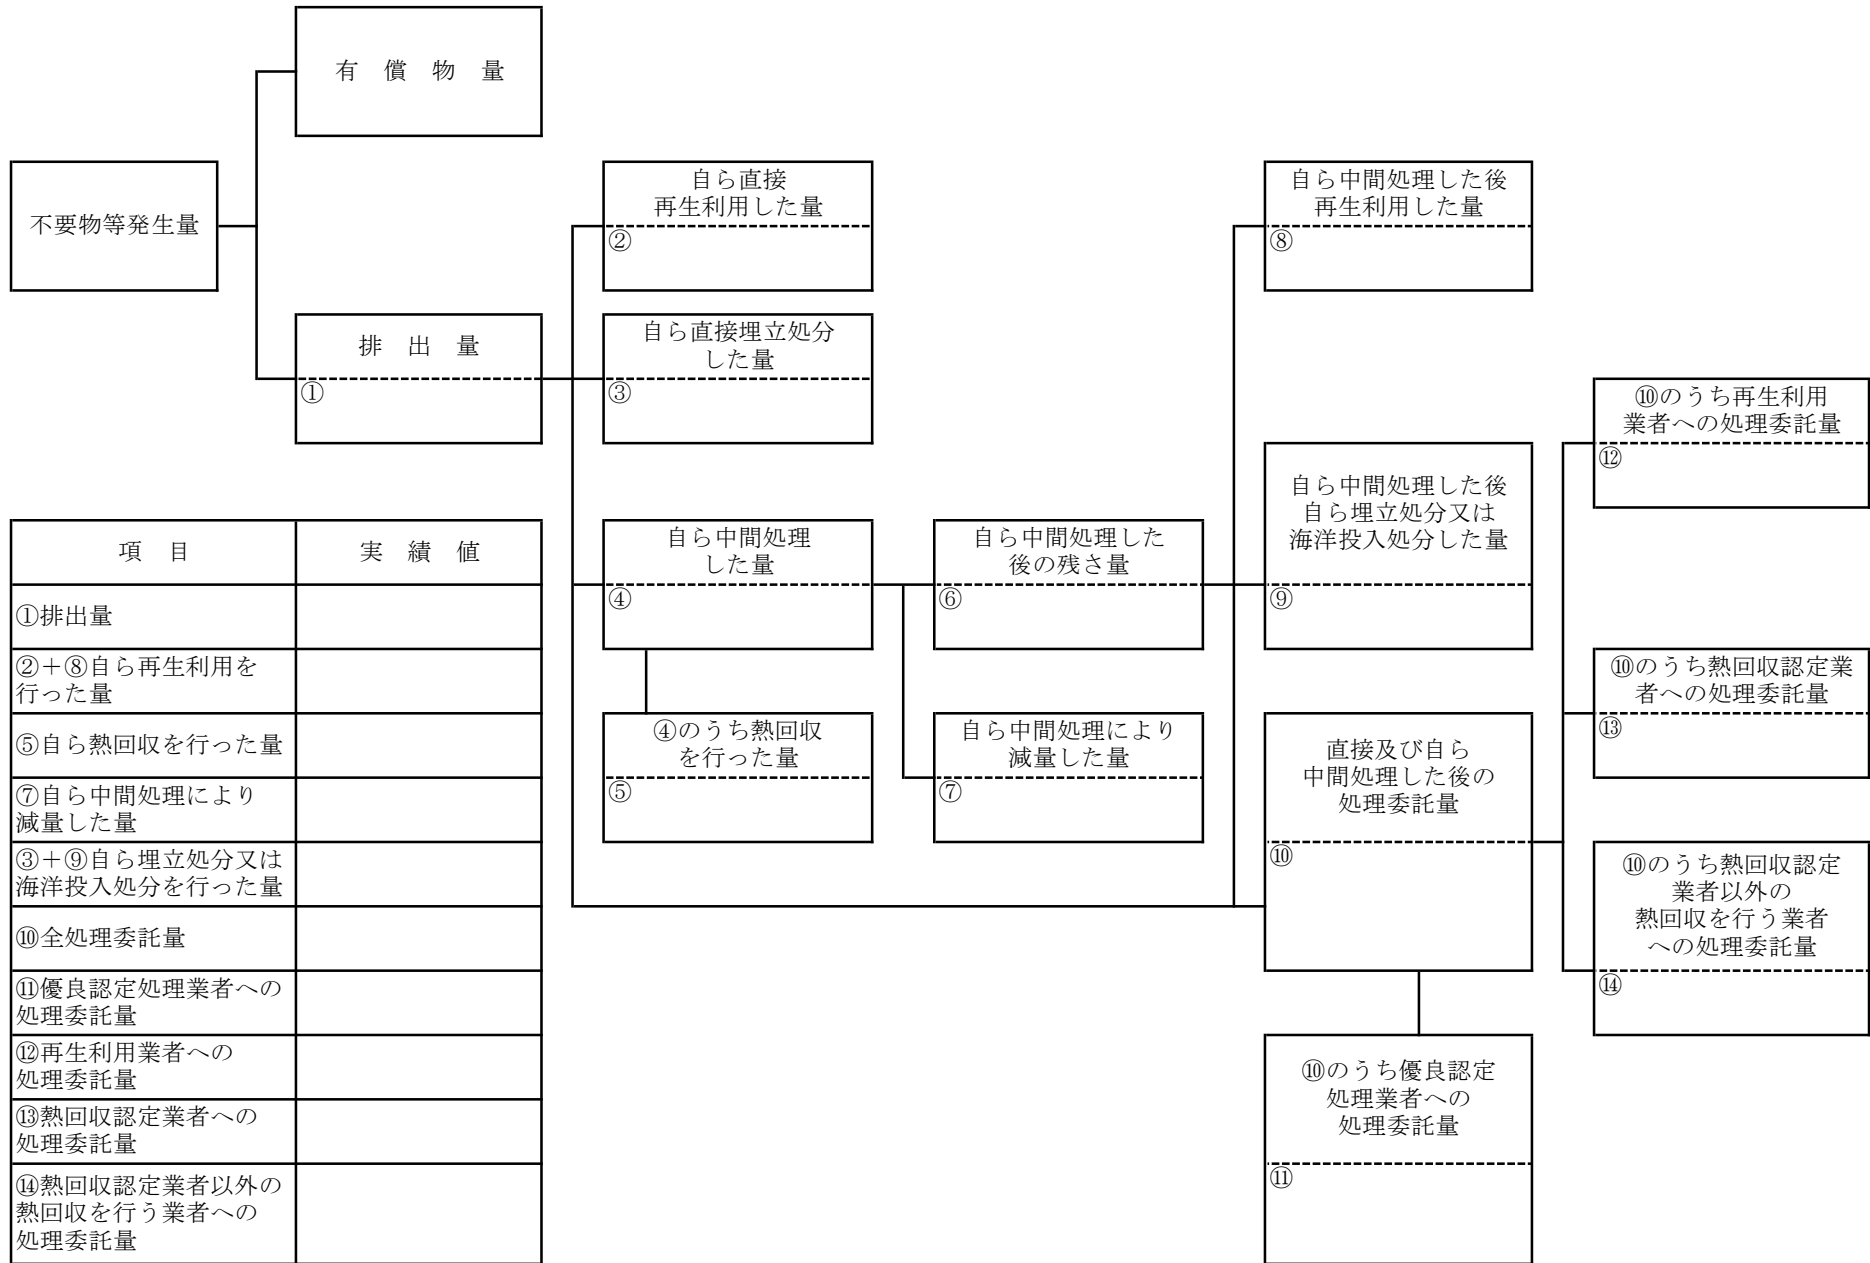 有　償　物　量
不要物等発生量
排　出　量
①
自ら直接
再生利用した量
②
自ら直接埋立処分
した量
③
自ら中間処理
した量
④
④のうち熱回収
を行った量
⑤
自ら中間処理した
後の残さ量
⑥
自ら中間処理により
減量した量
⑦
自ら中間処理した後
再生利用した量
⑧
自ら中間処理した後
自ら埋立処分又は
海洋投入処分した量
⑨
直接及び自ら
中間処理した後の
処理委託量
⑩
⑩のうち優良認定
処理業者への
処理委託量
⑪
⑩のうち再生利用
業者への処理委託量
⑫
⑩のうち熱回収認定業
者への処理委託量
⑬
⑩のうち熱回収認定
業者以外の
熱回収を行う業者
への処理委託量
⑭
項　目　実　績　値
①排出量
②＋⑧自ら再生利用を
行った量
⑤自ら熱回収を行った量
⑦自ら中間処理により
減量した量
③＋⑨自ら埋立処分又は
海洋投入処分を行った量
⑩全処理委託量
⑪優良認定処理業者への
処理委託量
⑫再生利用業者への
処理委託量
⑬熱回収認定業者への
処理委託量
⑭熱回収認定業者以外の
熱回収を行う業者への
処理委託量